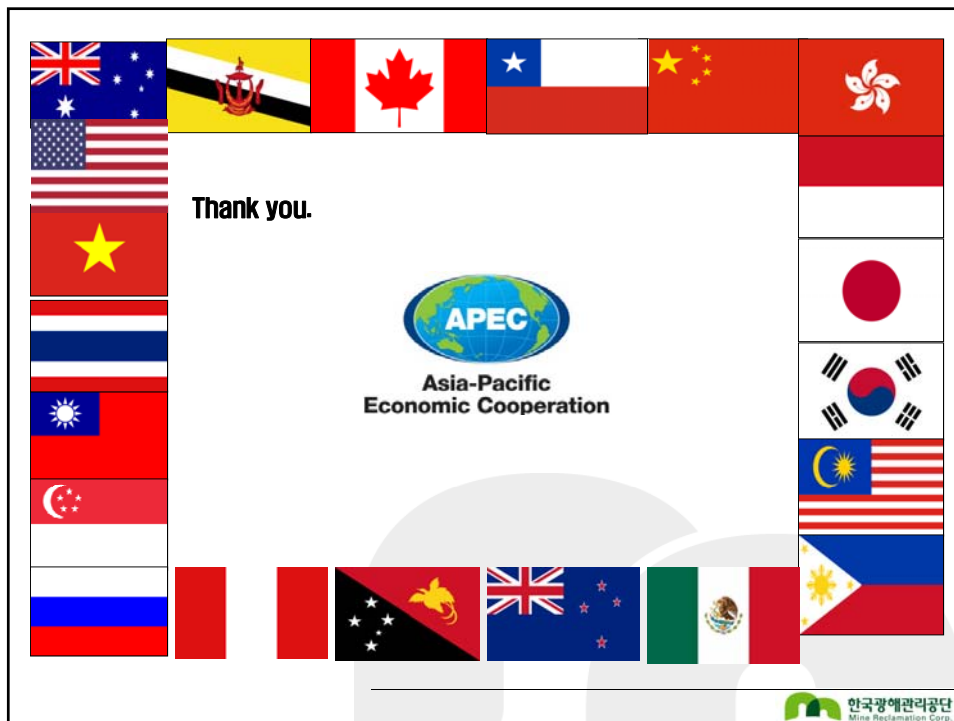 Thank you.
APEC
Asia-Pacific
Economic Cooperation
한국광해관리공단
Mine Reclamation Corp.